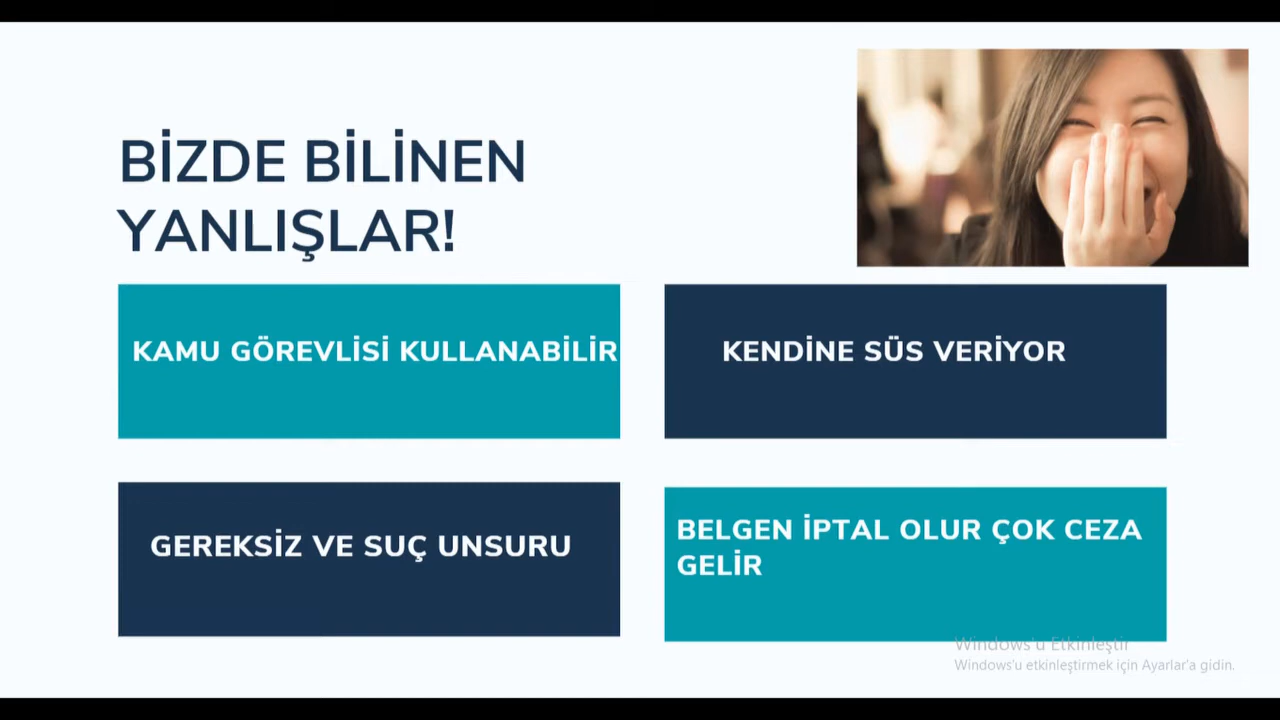 BİZDE BİLİNEN
YANLIŞLAR!
KAMU GÖREVLİSİ KULLANABİLİR
KENDİNE SÜS VERİYOR
GEREKSİZ VE SUÇ UNSURU
BELGEN İPTAL OLUR ÇOK CEZA
GELİR
Windows'u Etkinleştir
Windows'u etkinleştirmek için Ayarlar'a gidin.